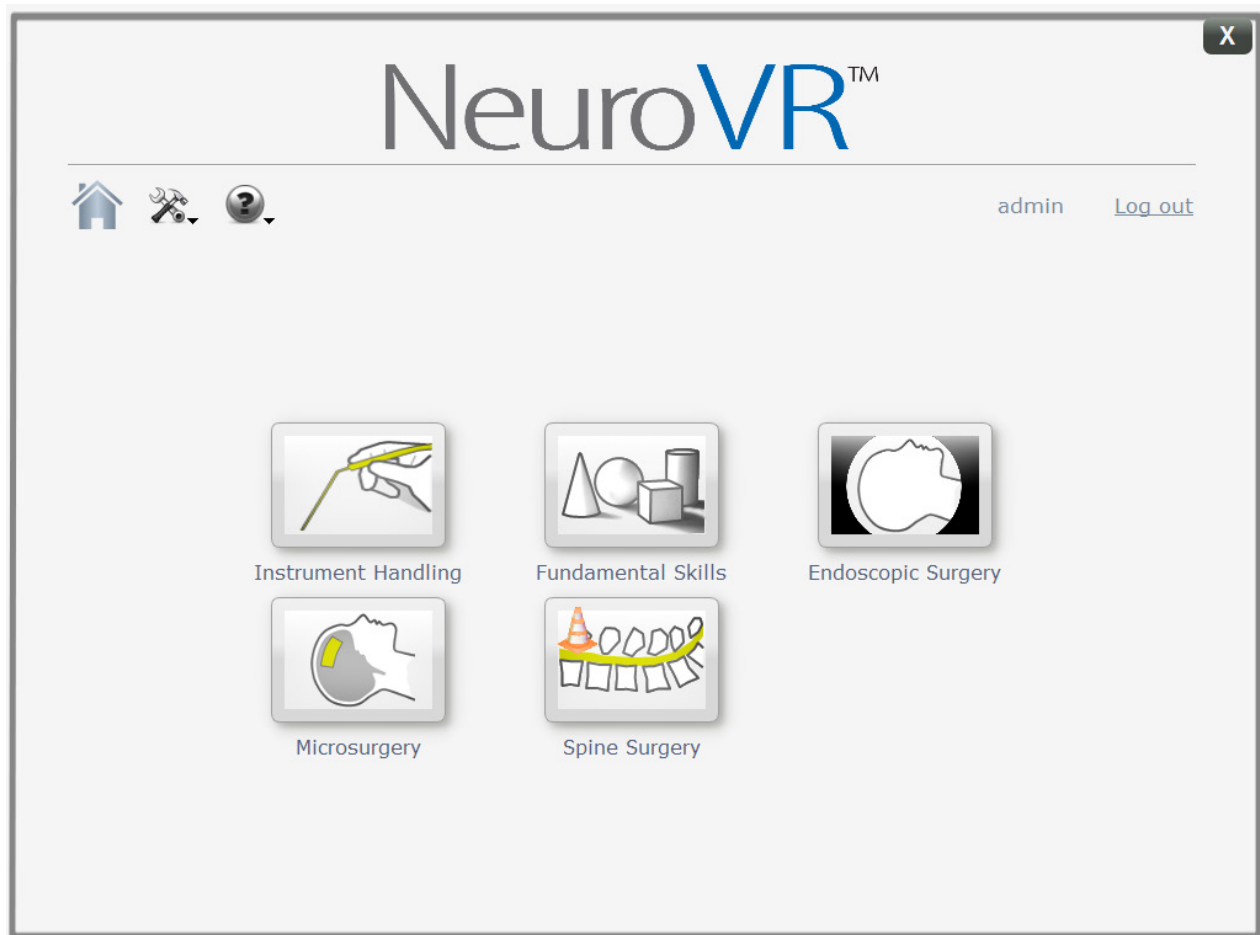 X
NeuroVR™
?
admin Log out
Instrument Handling Fundamental Skills Endoscopic Surgery
Microsurgery Spine Surgery